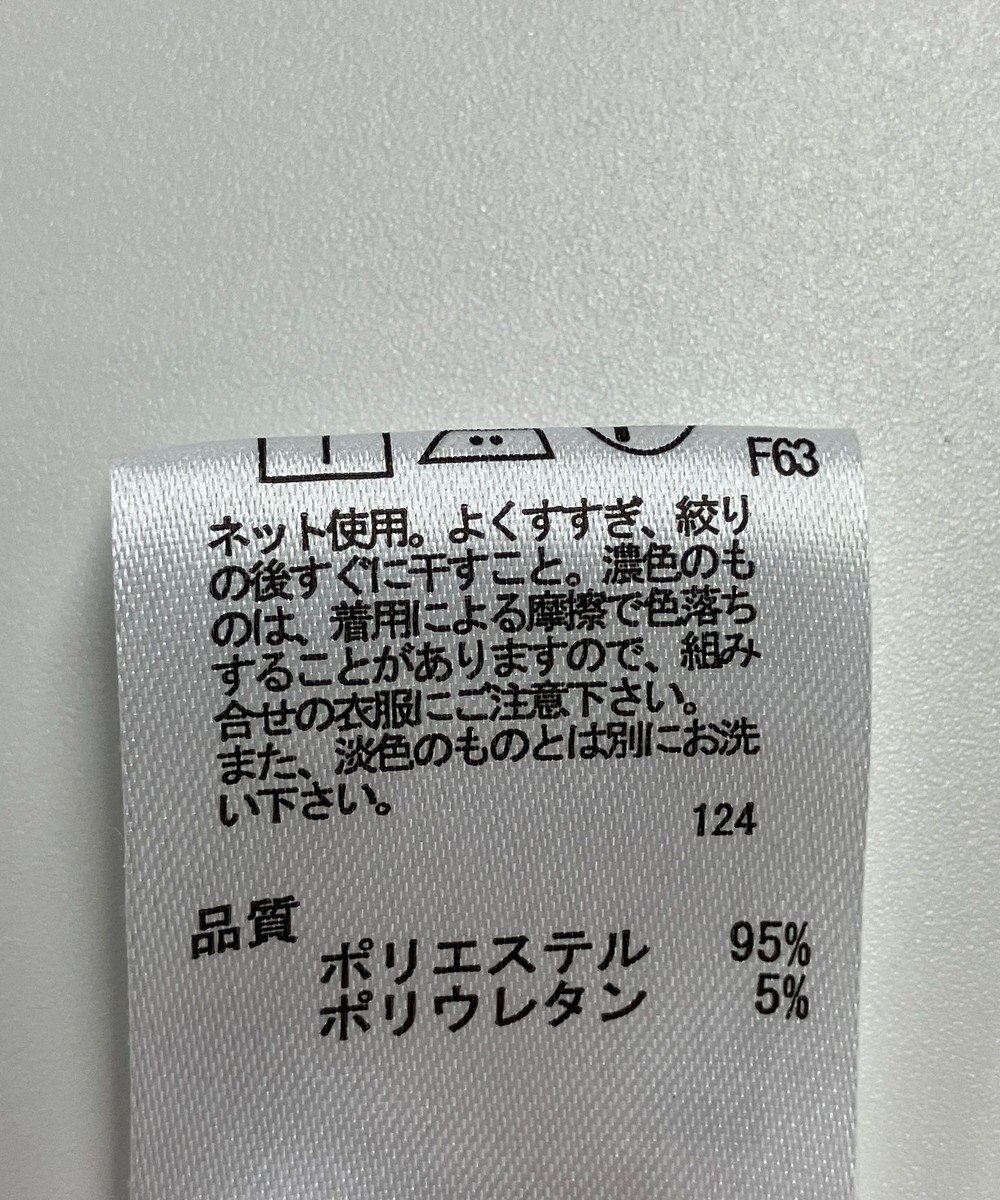 F63
ネット使用。よくすすぎ、絞り
の後すぐに干すこと。濃色のも
のは、着用による摩擦で色落ち
することがありますので、組み
合せの衣服にご注意下さい。
また、淡色のものとは別にお洗
い下さい。
124
品質
ポリエステル 95%
ポリウレタン 5%